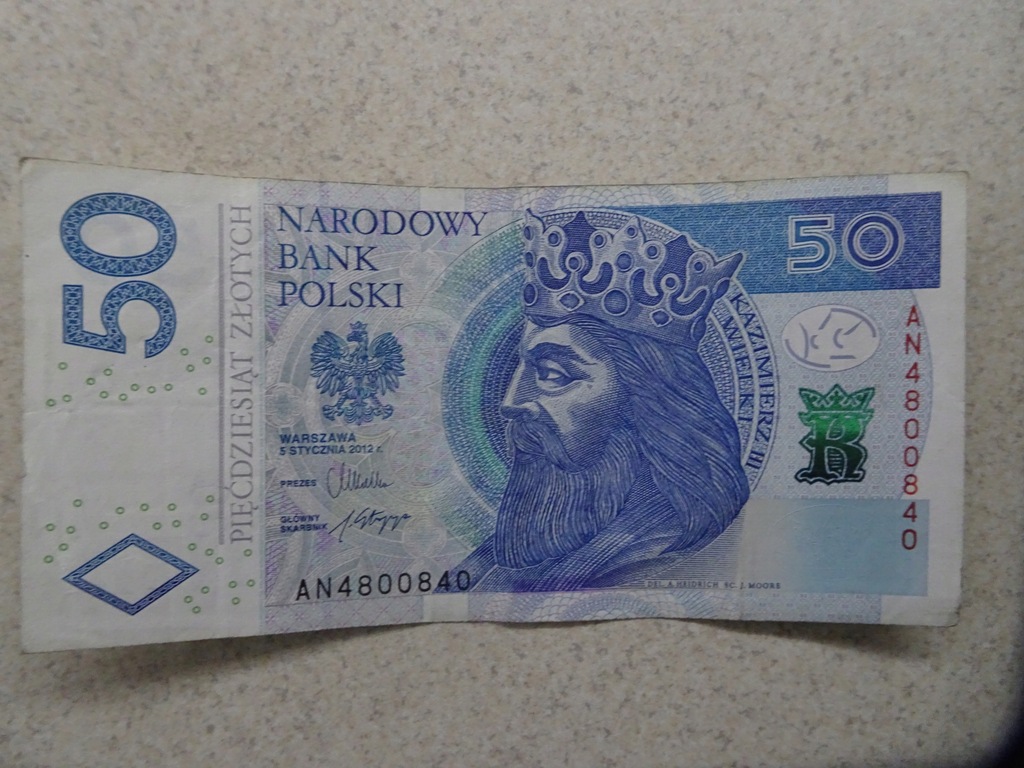 50
PIĘĆDZIESIĄT ZŁOTYCH
NARODOWY
BANK
POLSKI
WARSZAWA
5 STYCZNIA 2012 r.
PREZES
GŁÓWNY
SKARBNIK
AN4800840
KAZIMIERZ III
WIELKI
50
AN4800840
DEL. A. HEIDRICH SC. J. MOORE